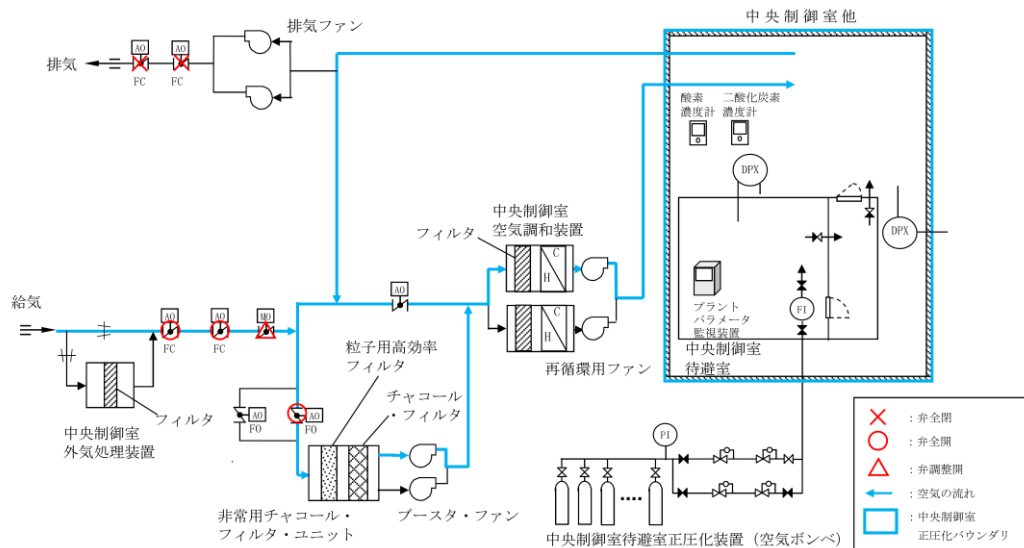 中央制御室他
排気ファン
排気
AO
AO
FC
FC
酸素
濃度計
二酸化炭素
濃度計
DPX
DPX
中央制御室
空気調和装置
フィルタ
C
H
C
H
給気
AO
AO
MO
FC
FC
AO
プラント
パラメータ
監視装置
FI
中央制御室
待避室
粒子用高効率
フィルタ
再循環用ファン
チャコール
・フィルタ
フィルタ
中央制御室
外気処理装置
AO
FO
AO
FO
PI
非常用チャコール・
フィルタ・ユニット
ブースタ・ファン
中央制御室待避室正圧化装置（空気ボンベ）
：弁全閉
：弁全開
：弁調整開
：空気の流れ
：中央制御室
正圧化バウンダリ